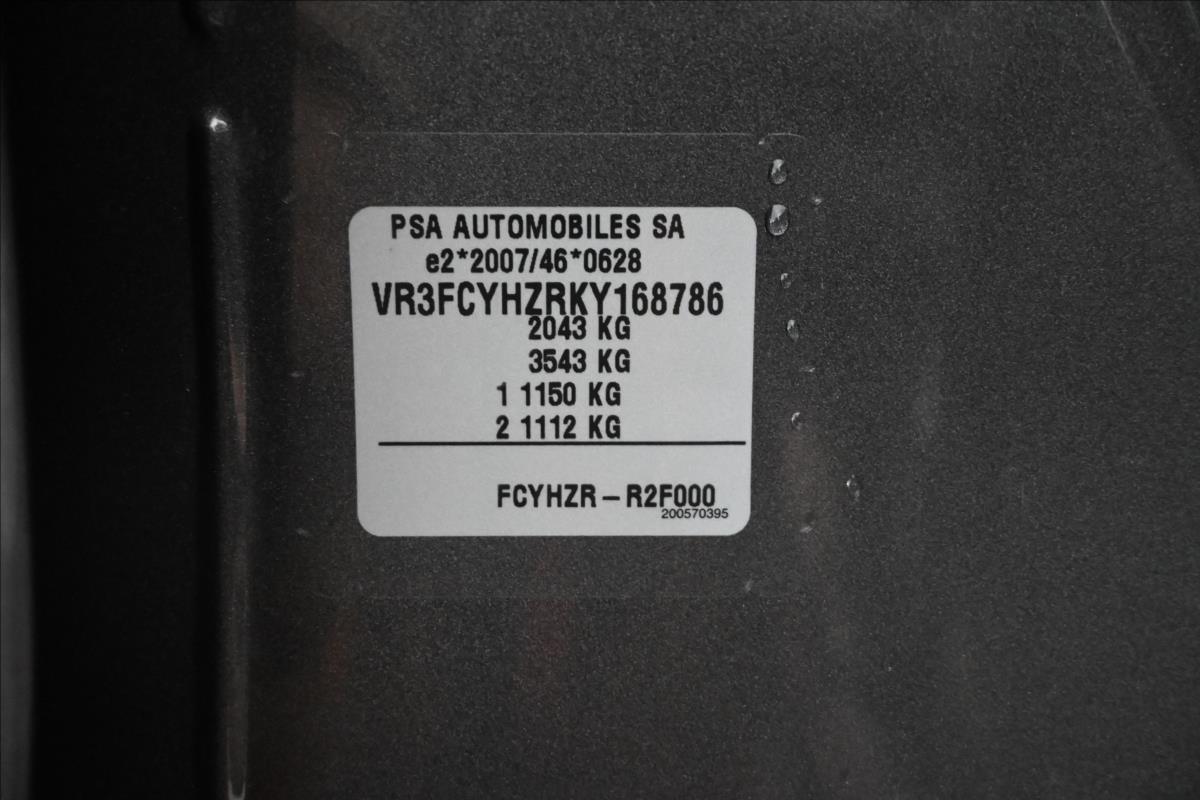 PSA AUTOMOBILES SA
e2*2007/46*0628
VR3FCYHZRKY168786
2043 KG
3543 KG
1 1150 KG
2 1112 KG
FCYHZR – R2F000
200570395